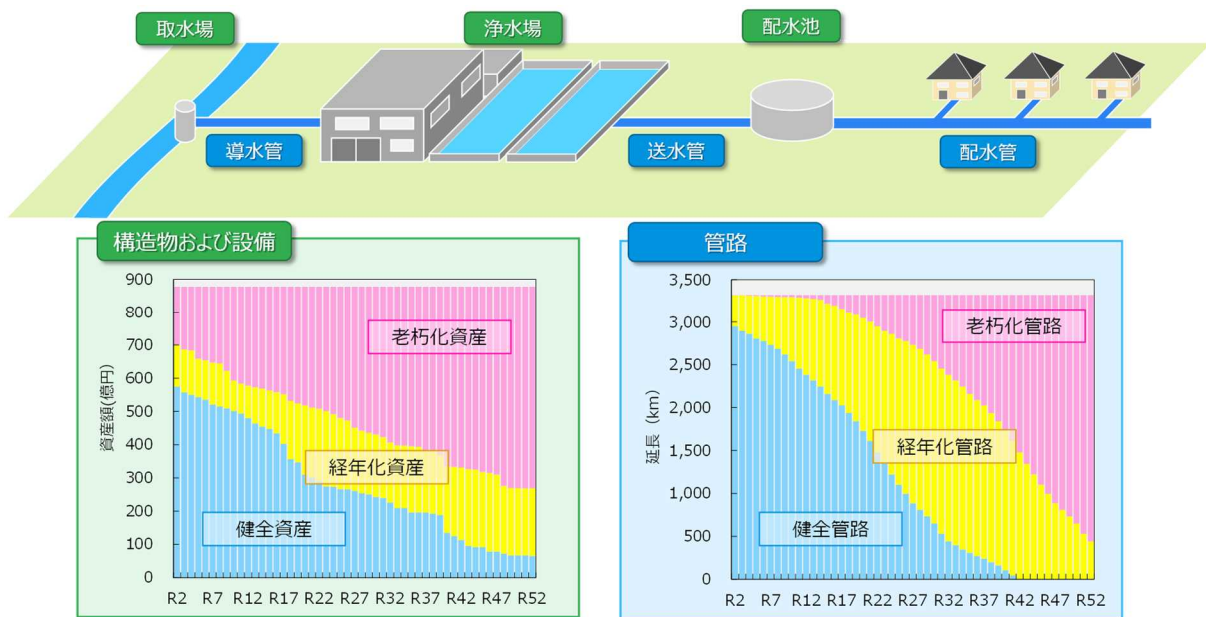 取水場
浄水場
配水池
導水管
送水管
配水管
構造物および設備
資産額(億円)
900
800
700
600
500
400
300
200
100
0
老朽化資産
経年化資産
健全資産
R2 R7 R12 R17 R22 R27 R32 R37 R42 R47 R52
管路
延長（km）
3,500
3,000
2,500
2,000
1,500
1,000
500
0
老朽化管路
経年化管路
健全管路
R2 R7 R12 R17 R22 R27 R32 R37 R42 R47 R52